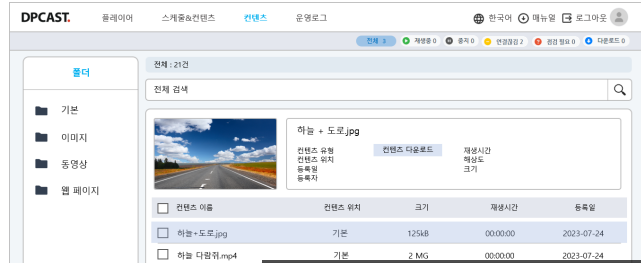 DPCAST. 플레이어 스케줄&컨텐츠 컨텐츠 운영로그 한국어 매뉴얼 로그아웃
전체 3 재생중 0 중지 0 연결끊김 2 점검 필요 0 다운로드 0
폴더
기본
이미지
동영상
웹 페이지
전체 : 21건
전체 검색
하늘 + 도로.jpg
컨텐츠 유형 컨텐츠 다운로드 재생시간
컨텐츠 위치 해상도
등록일 크기
등록자
컨텐츠 이름 컨텐츠 위치 크기 재생시간 등록일
하늘+도로.jpg 기본 125kB 00:00:00 2023-07-24
하늘 다람쥐.mp4 기본 2 MG 00:00:00 2023-07-24